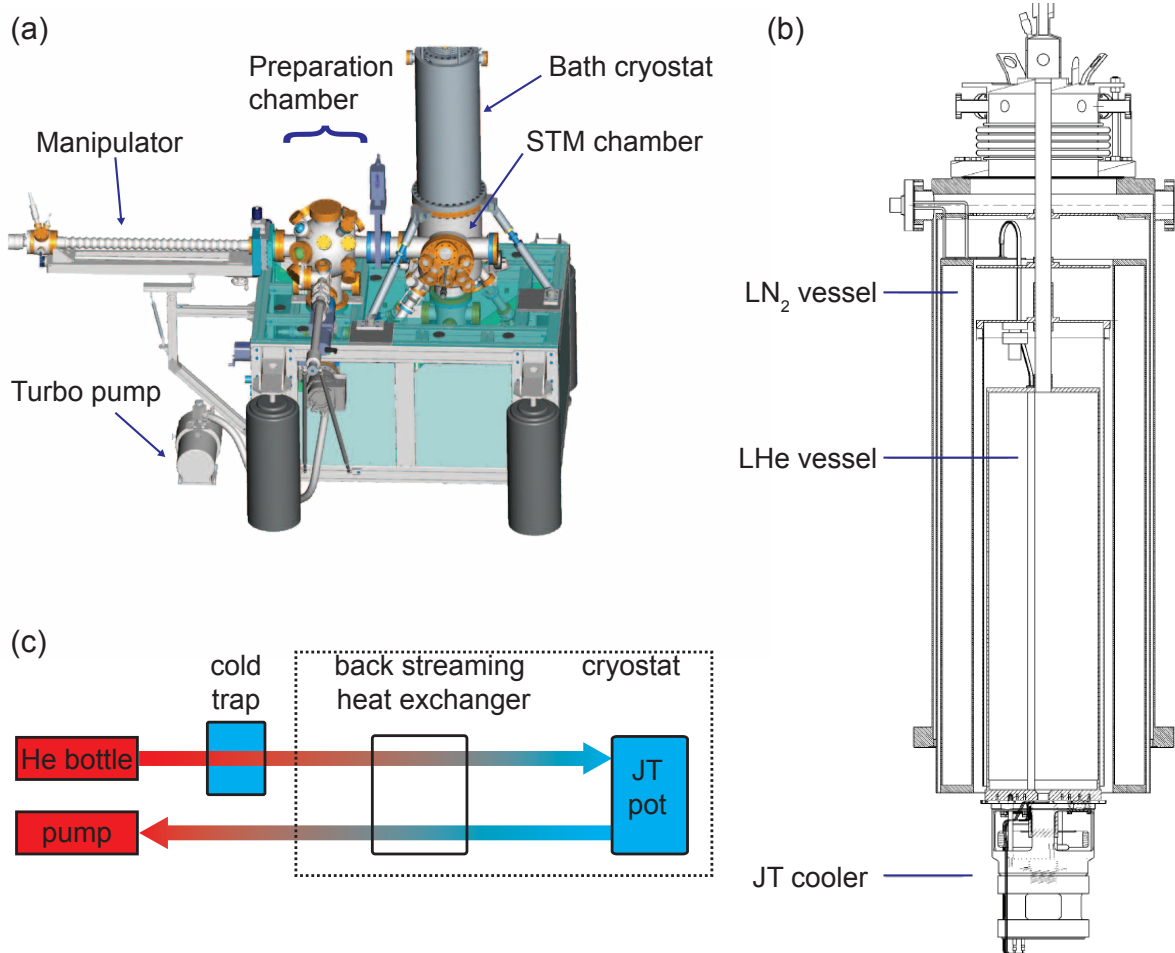 (a)
Preparation
chamber
Bath cryostat
STM chamber
Manipulator
Turbo pump
(b)
LN₂ vessel
LHe vessel
JT cooler
(c)
cold
trap
back streaming
heat exchanger
cryostat
He bottle
JT
pot
pump